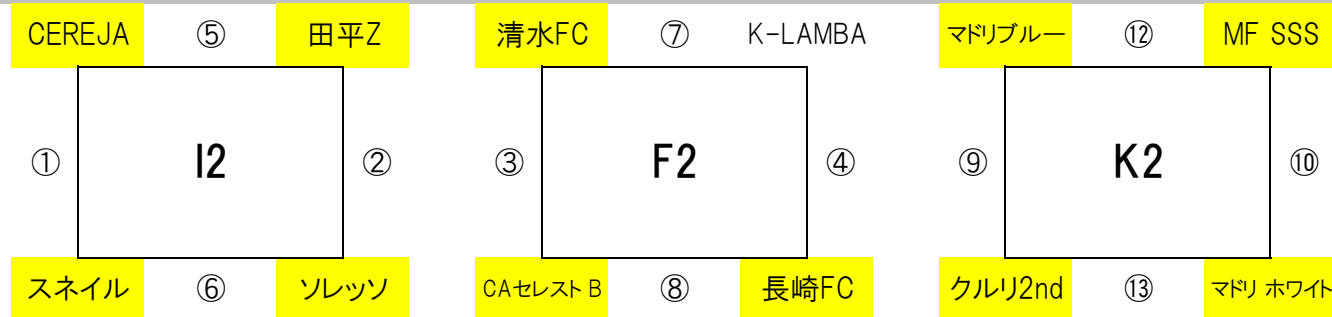 CEREJA ⑤ 田平Z 清水FC ⑦ K-LAMBA マドリブルー ⑫ MF SSS
① I2 ② ③ F2 ④ ⑨ K2 ⑩
スネイル ⑥ ソレッソ CAセレスト B ⑧ 長崎FC クルリ2nd ⑬ マドリ ホワイト